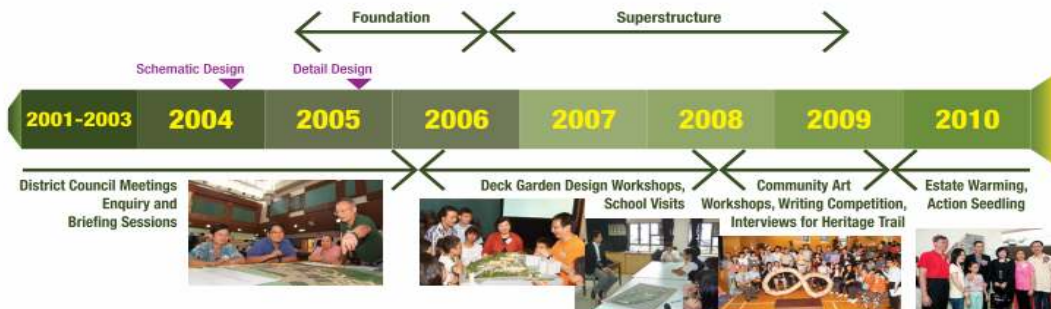 Foundation
Superstructure
Schematic Design
Detail Design
2001-2003
2004
2005
2006
2007
2008
2009
2010
District Council Meetings
Enquiry and
Briefing Sessions
Deck Garden Design Workshops,
School Visits
Community Art
Workshops, Writing Competition,
Interviews for Heritage Trail
Estate Warming,
Action Seedling